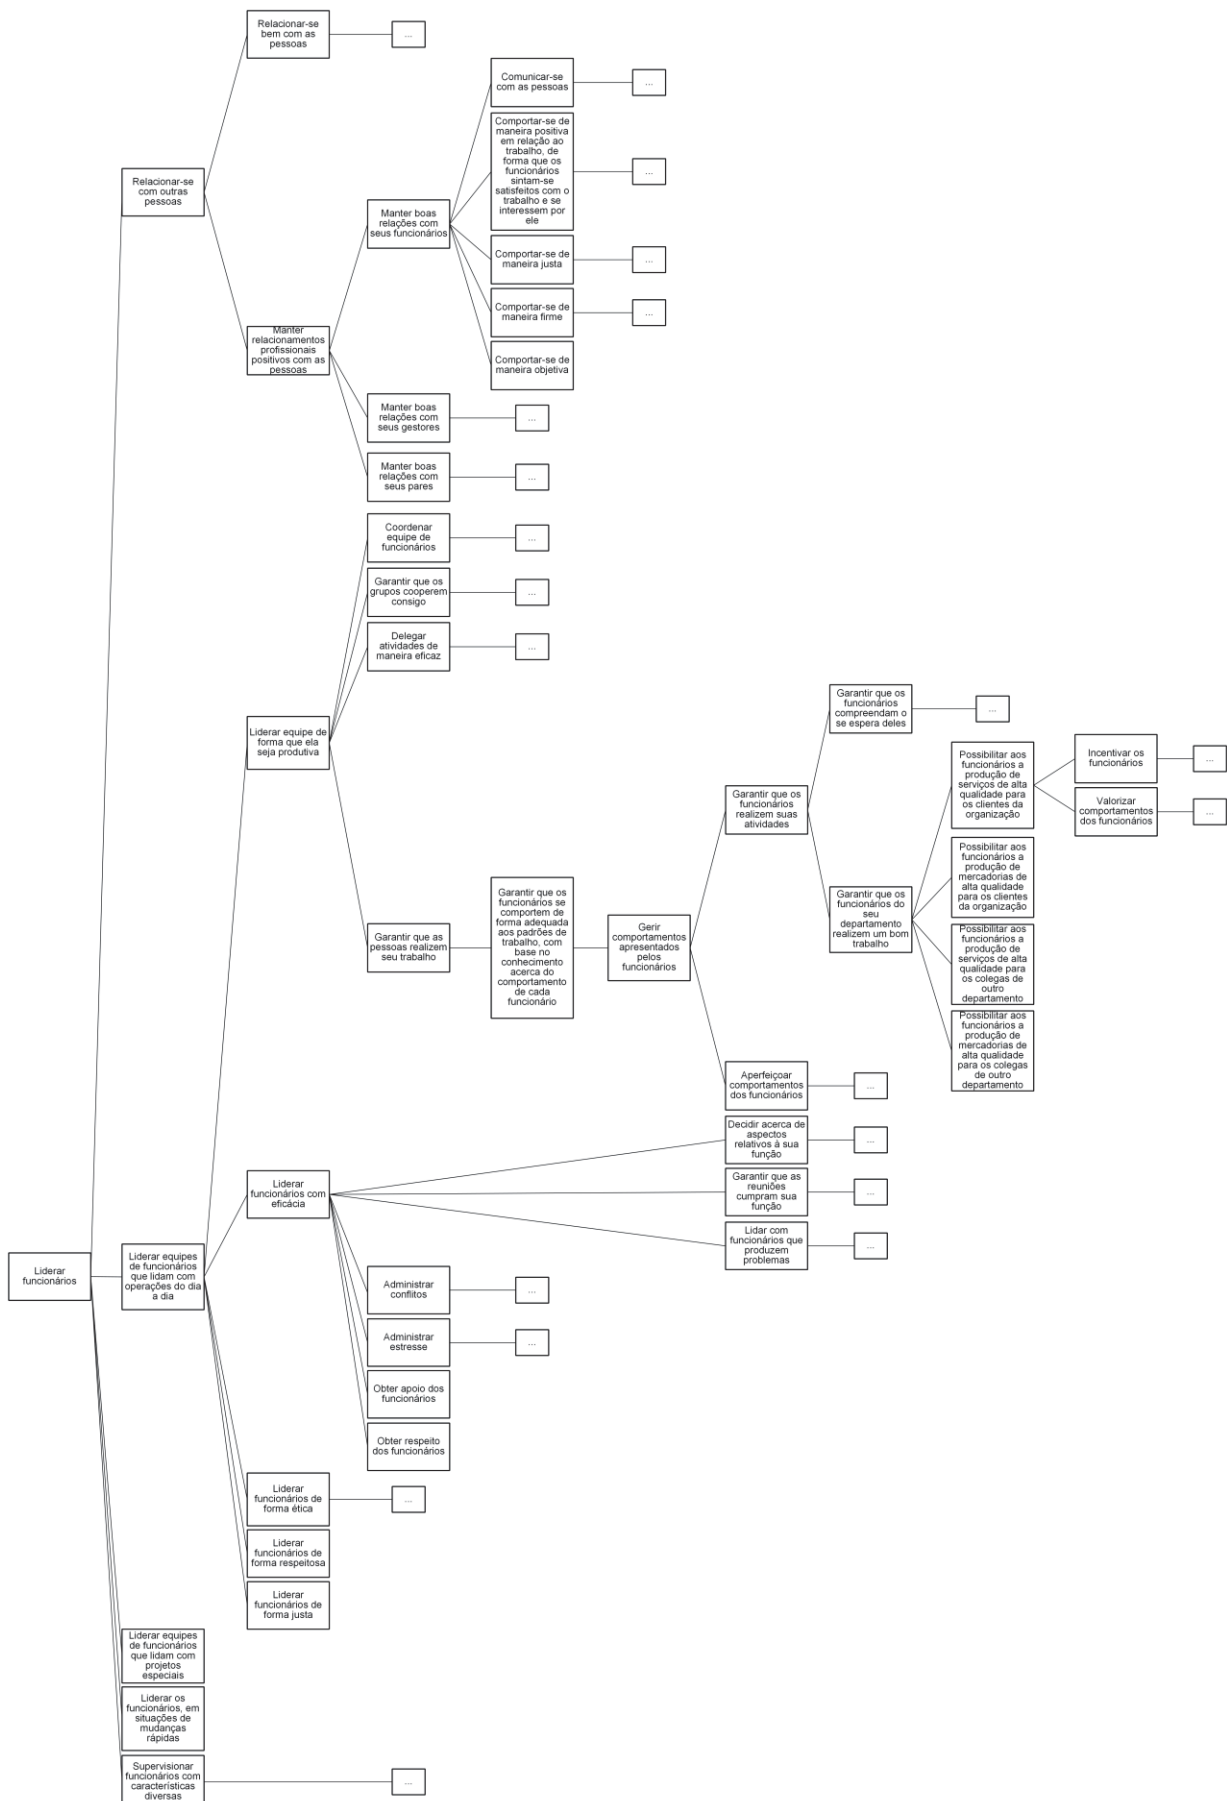 Relacionar-se
bem com as
pessoas
...
Comunicar-se
com as pessoas
...
Comportar-se de
maneira positiva
em relação ao
trabalho, de
forma que os
funcionários
sintam-se
satisfeitos com o
trabalho e se
interessem por
ele
...
Relacionar-se
com outras
pessoas
Manter boas
relações com
seus funcionários
Comportar-se de
maneira justa
...
Comportar-se de
maneira firme
...
Manter
relacionamentos
profissionais
positivos com as
pessoas
Comportar-se de
maneira objetiva
Manter boas
relações com
seus gestores
...
Manter boas
relações com
seus pares
...
Coordenar
equipe de
funcionários
...
Garantir que os
grupos cooperem
consigo
...
Delegar
atividades de
maneira eficaz
...
Garantir que os
funcionários
compreendam o
se espera deles
...
Liderar equipe de
forma que ela
seja produtiva
Possibilitar aos
funcionários a
produção de
serviços de alta
qualidade para
os clientes da
organização
Incentivar os
funcionários
...
Valorizar
comportamentos
dos funcionários
...
Garantir que os
funcionários
realizem suas
atividades
Possibilitar aos
funcionários a
produção de
mercadorias de
alta qualidade
para os clientes
da organização
Garantir que os
funcionários do
seu
departamento
realizem um bom
trabalho
Garantir que as
pessoas realizem
seu trabalho
Garantir que os
funcionários se
comportem de
forma adequada
aos padrões de
trabalho, com
base no
conhecimento
acerca do
comportamento
de cada
funcionário
Gerir
comportamentos
apresentados
pelos
funcionários
Possibilitar aos
funcionários a
produção de
serviços de alta
qualidade para
os colegas de
outro
departamento
Possibilitar aos
funcionários a
produção de
mercadorias de
alta qualidade
para os colegas
de outro
departamento
Aperfeiçoar
comportamentos
dos funcionários
...
Decidir acerca de
aspectos
relativos à sua
função
...
Liderar
funcionários com
eficácia
Garantir que as
reuniões
cumpram sua
função
...
Lidar com
funcionários que
produzem
problemas
...
Liderar
funcionários
Liderar equipes
de funcionários
que lidam com
operações do dia
a dia
Administrar
conflitos
...
Administrar
estresse
...
Obter apoio dos
funcionários
Obter respeito
dos funcionários
Liderar
funcionários de
forma ética
...
Liderar
funcionários de
forma respeitosa
Liderar
funcionários de
forma justa
Liderar equipes
de funcionários
que lidam com
projetos
especiais
Liderar os
funcionários, em
situações de
mudanças
rápidas
Supervisionar
funcionários com
características
diversas
...